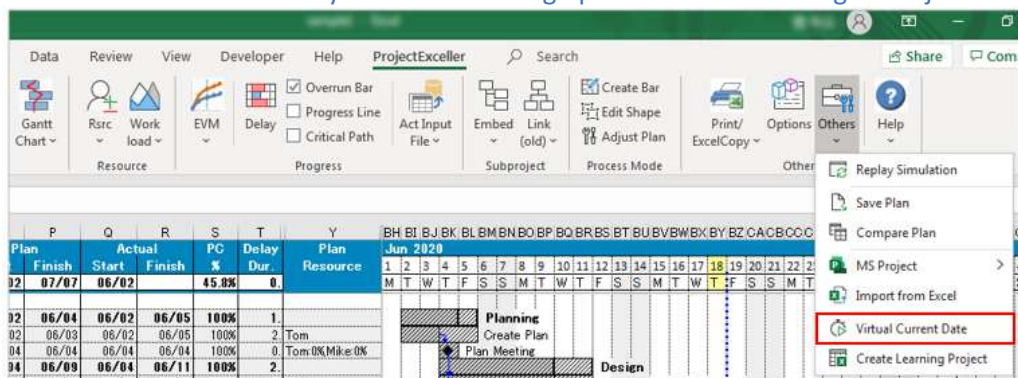 Data Review View Developer Help ProjectExceller Search Share Com
Gantt Chart
Rsrc
Work load
EVM
Delay
Overrun Bar
Progress Line
Critical Path
Act Input File
Embed
Link (old)
Create Bar
Edit Shape
Adjust Plan
Print/ ExcelCopy
Options
Others
Help
Resource Progress Subproject Process Mode Other
Replay Simulation
Save Plan
Compare Plan
MS Project
Import from Excel
Virtual Current Date
Create Learning Project
P Q R S T Y BH BI BJ BK BL BM BN BO BP BQ BR BS BT BU BV BW BX BY BZ CA CB CC C
Plan Actual PC Delay Plan Jun 2020
Finish Start Finish % Dur. Resource 1 2 3 4 5 6 7 8 9 10 11 12 13 14 15 16 17 18 19 20 21 22 2
02 07/07 06/02 45.8% 0. M T W T F S S M T W T F S S M T W T F S S M T
02 06/04 06/02 06/05 100% 1. Planning
02 06/03 06/02 06/05 100% 2. Tom Create Plan
04 06/04 06/04 06/04 100% 0. Tom:0%,Mike:0% Plan Meeting
04 06/09 06/04 06/11 100% 2. Design